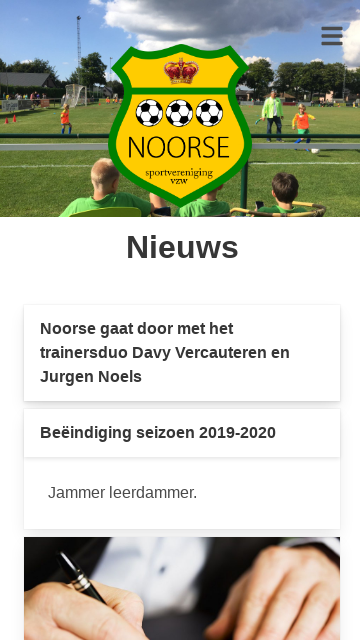 NOORSE
sportvereniging
vzw
Nieuws
Noorse gaat door met het
trainersduo Davy Vercauteren en
Jurgen Noels
Beëindiging seizoen 2019-2020
Jammer leerdammer.